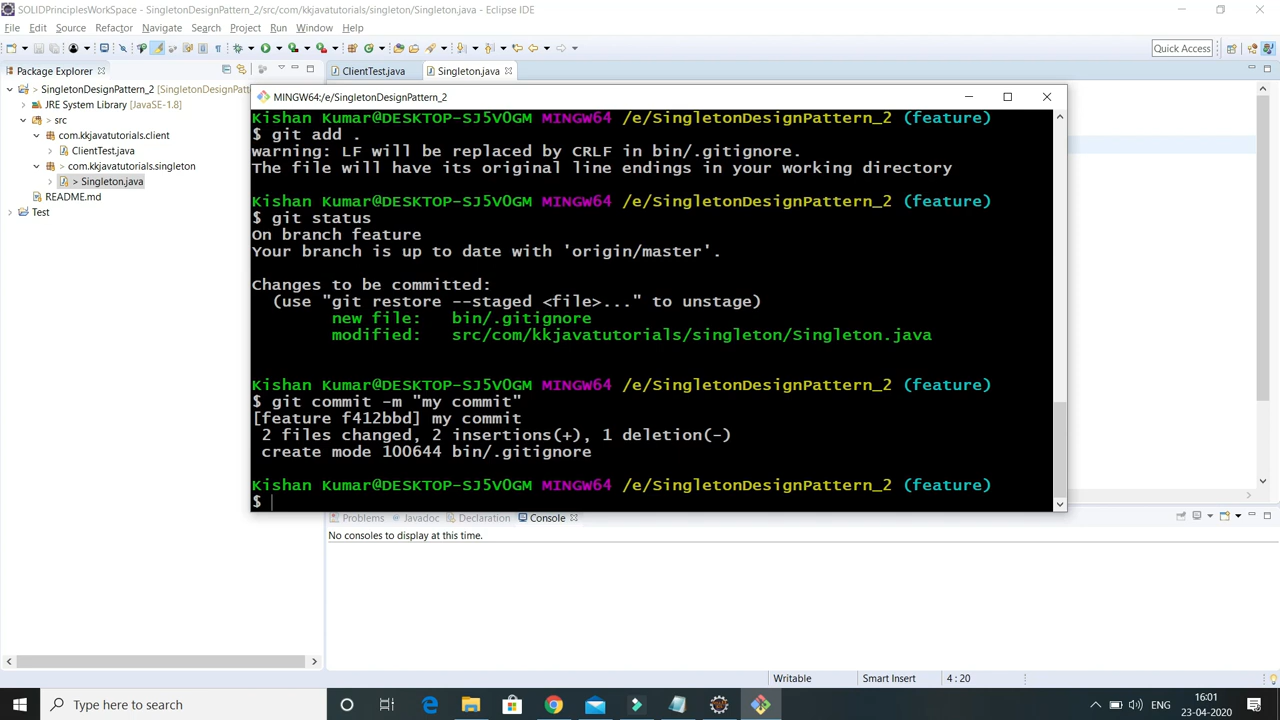 SOLIDPrinciplesWorkSpace - SingletonDesignPattern_2/src/com/kkjavatutorials/singleton/Singleton.java - Eclipse IDE
File Edit Source Refactor Navigate Search Project Run Window Help
Quick Access
Package Explorer
SingletonDesignPattern_2 [SingletonDesignPatt
JRE System Library [JavaSE-1.8]
> src
com.kkjavatutorials.client
ClientTest.java
> com.kkjavatutorials.singleton
> Singleton.java
README.md
Test
ClientTest.java
Singleton.java
MINGW64:/e/SingletonDesignPattern_2
Kishan Kumar@DESKTOP-SJ5V0GM MINGW64 /e/SingletonDesignPattern_2 (feature)
$ git add .
warning: LF will be replaced by CRLF in bin/.gitignore.
The file will have its original line endings in your working directory
Kishan Kumar@DESKTOP-SJ5V0GM MINGW64 /e/SingletonDesignPattern_2 (feature)
$ git status
On branch feature
Your branch is up to date with 'origin/master'.
Changes to be committed:
(use "git restore --staged <file>..." to unstage)
new file: bin/.gitignore
modified: src/com/kkjavatutorials/singleton/Singleton.java
Kishan Kumar@DESKTOP-SJ5V0GM MINGW64 /e/SingletonDesignPattern_2 (feature)
$ git commit -m "my commit"
[feature f412bbd] my commit
2 files changed, 2 insertions(+), 1 deletion(-)
create mode 100644 bin/.gitignore
Kishan Kumar@DESKTOP-SJ5V0GM MINGW64 /e/SingletonDesignPattern_2 (feature)
$
Problems Javadoc Declaration Console
No consoles to display at this time.
Writable Smart Insert 4 : 20
Type here to search
ENG
16:01
23-04-2020